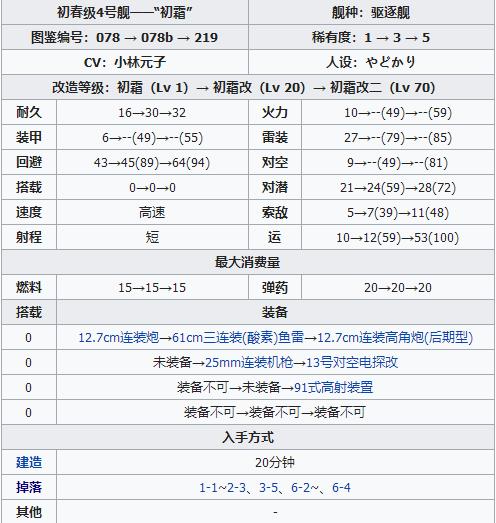 初春级4号舰——“初霜” 舰种：驱逐舰
图鉴编号：078 → 078b → 219 稀有度：1 → 3 → 5
CV：小林元子 人设：やどかり
改造等级：初霜（Lv 1）→ 初霜改（Lv 20）→ 初霜改二（Lv 70）
耐久 16→30→32 火力 10→--(49)→--(59)
装甲 6→--(49)→--(55) 雷装 27→--(79)→--(85)
回避 43→45(89)→64(94) 对空 9→--(49)→--(81)
搭载 0→0→0 对潜 21→24(59)→28(72)
速度 高速 索敌 5→7(39)→11(48)
射程 短 运 10→12(59)→53(100)
最大消费量
燃料 15→15→15 弹药 20→20→20
搭载 装备
0 12.7cm连装炮→61cm三连装(酸素)鱼雷→12.7cm连装高角炮(后期型)
0 未装备→25mm连装机枪→13号对空电探改
0 装备不可→未装备→91式高射装置
0 装备不可→装备不可→装备不可
入手方式
建造 20分钟
掉落 1-1~2-3、3-5、6-2~、6-4
其他 -